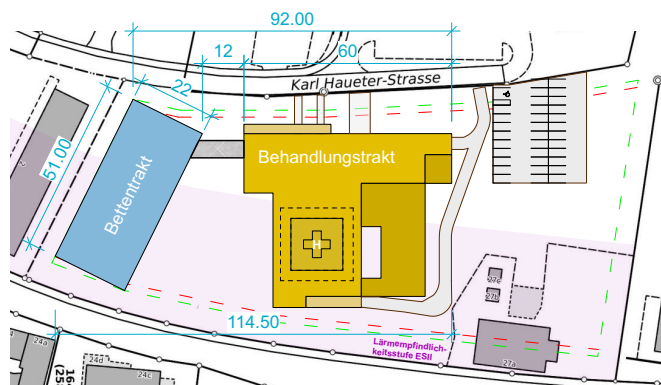 92.00
12
60
Karl Haueter-Strasse
22
P
51.00
Bettentrakt
Behandlungstrakt
H
27c
27b
114.50
Lärmempfindlich-
keitsstufe ESII
27a
24a
24d
24c